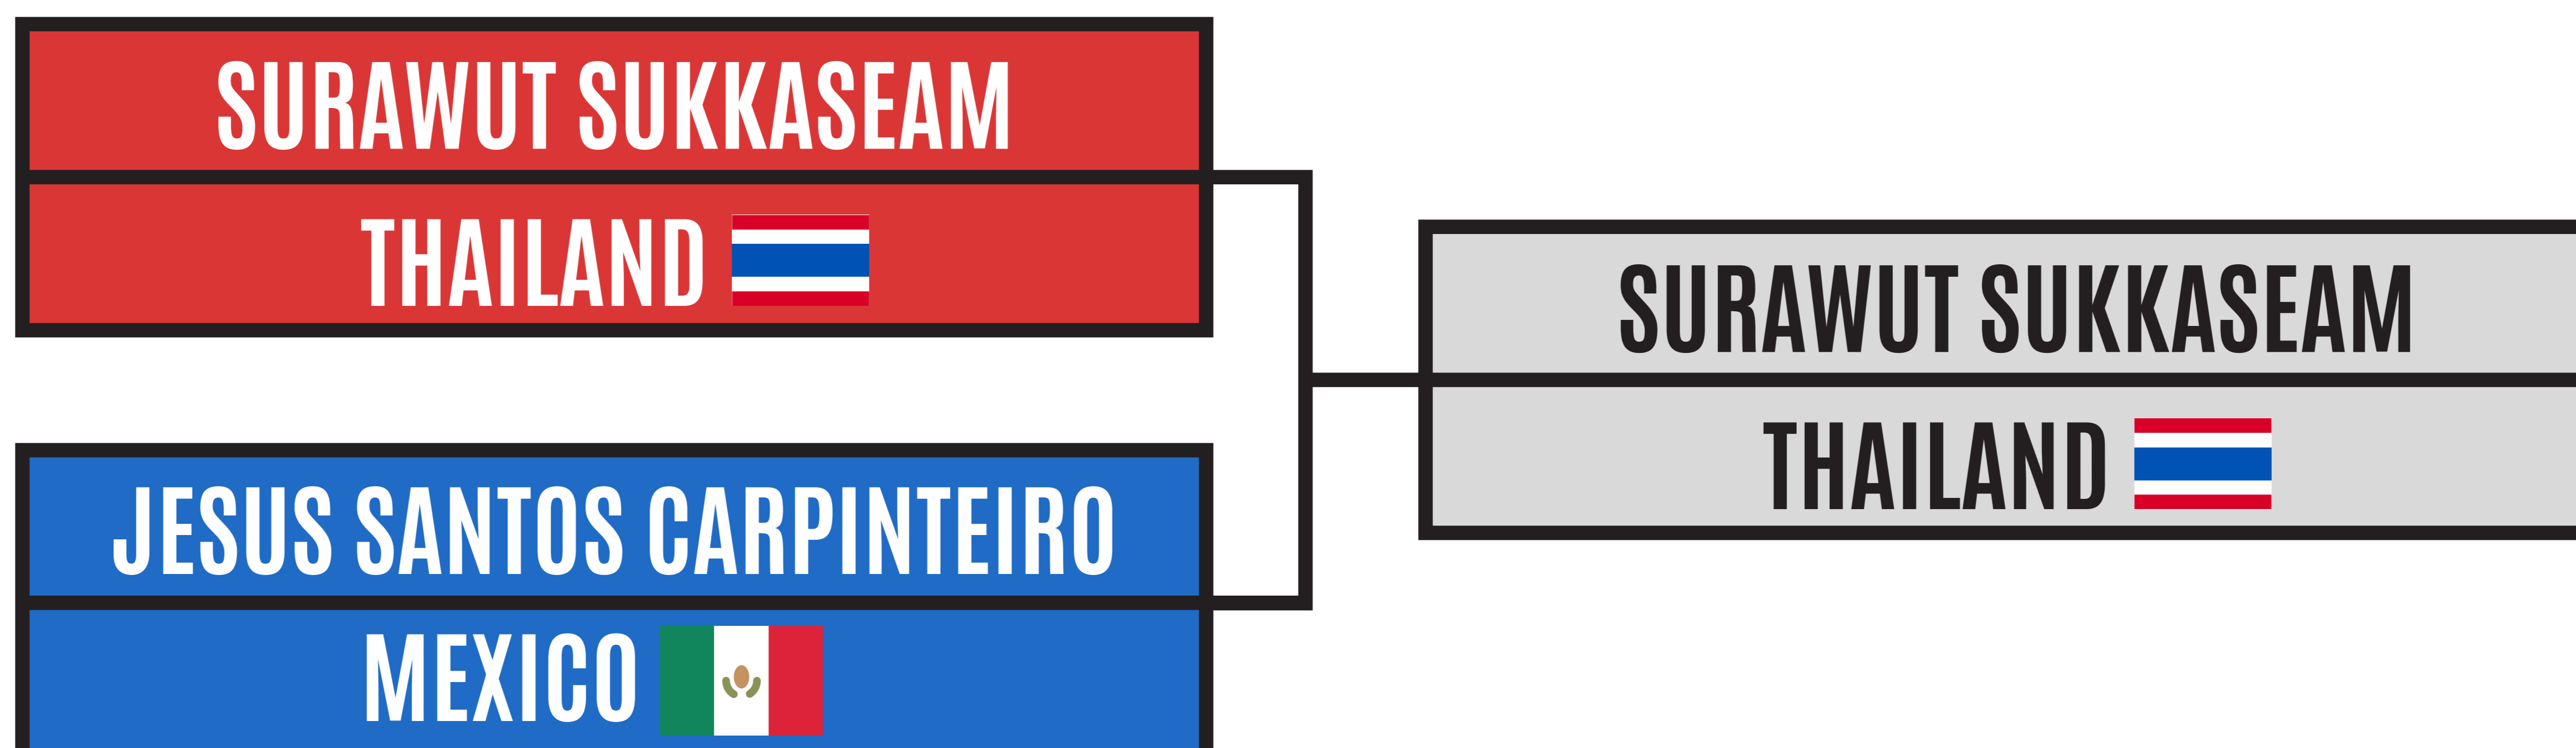 SURAWUT SUKKASEAM
THAILAND
JESUS SANTOS CARPINTEIRO
MEXICO
SURAWUT SUKKASEAM
THAILAND